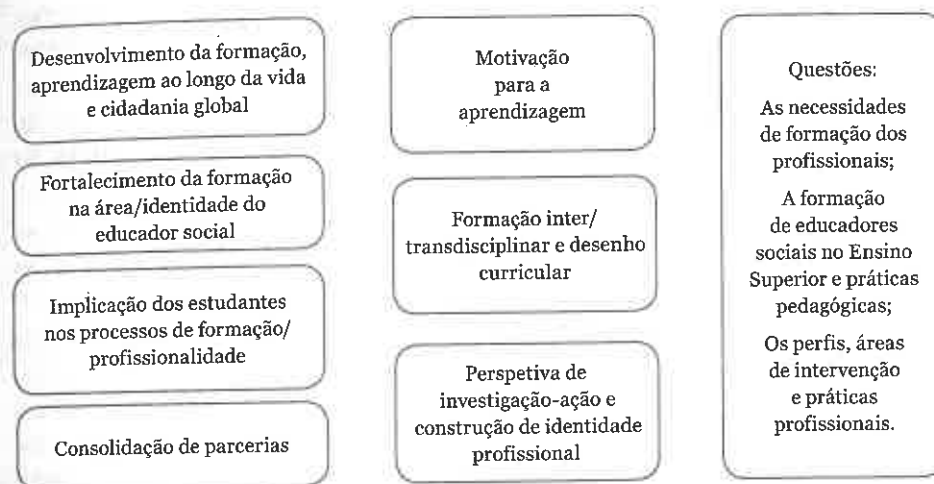 Desenvolvimento da formação,
aprendizagem ao longo da vida
e cidadania global
Fortalecimento da formação
na área/identidade do
educador social
Implicação dos estudantes
nos processos de formação/
profissionalidade
Consolidação de parcerias
Motivação
para a
aprendizagem
Formação inter/
transdisciplinar e desenho
curricular
Perspetiva de
investigação-ação e
construção de identidade
profissional
Questões:
As necessidades
de formação dos
profissionais;
A formação
de educadores
sociais no Ensino
Superior e práticas
pedagógicas;
Os perfis, áreas
de intervenção
e práticas
profissionais.